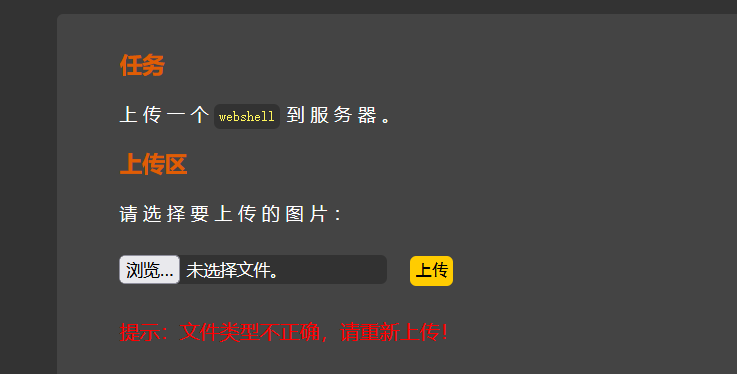 任务
上传一个 webshell 到服务器。
上传区
请选择要上传的图片：
浏览... 未选择文件。 上传
提示：文件类型不正确，请重新上传！